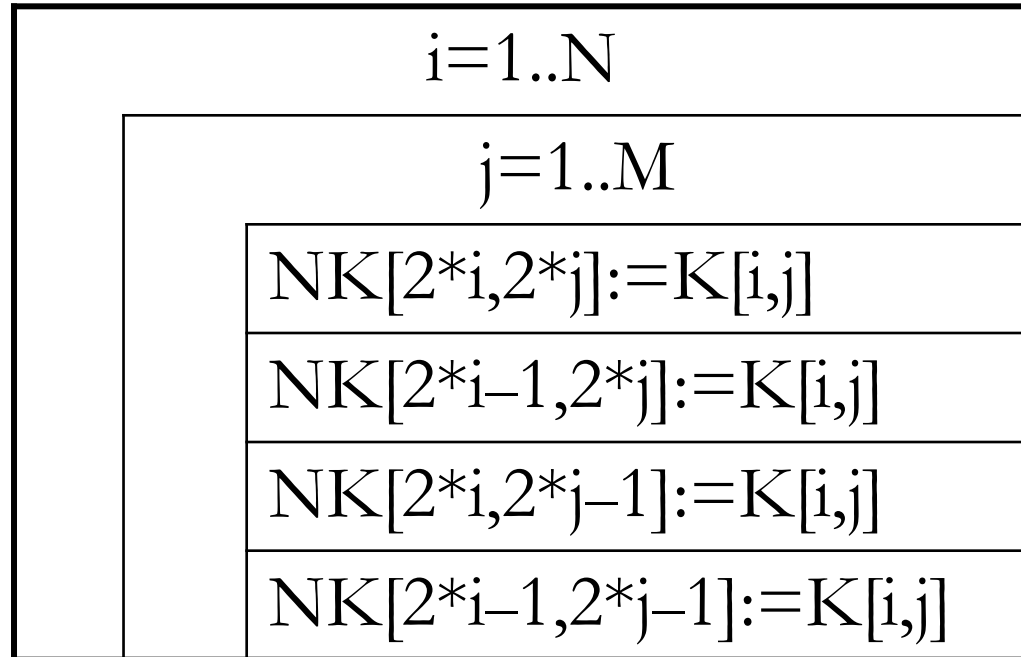 i=1..N
j=1..M
NK[2*i,2*j]:=K[i,j]
NK[2*i–1,2*j]:=K[i,j]
NK[2*i,2*j–1]:=K[i,j]
NK[2*i–1,2*j–1]:=K[i,j]